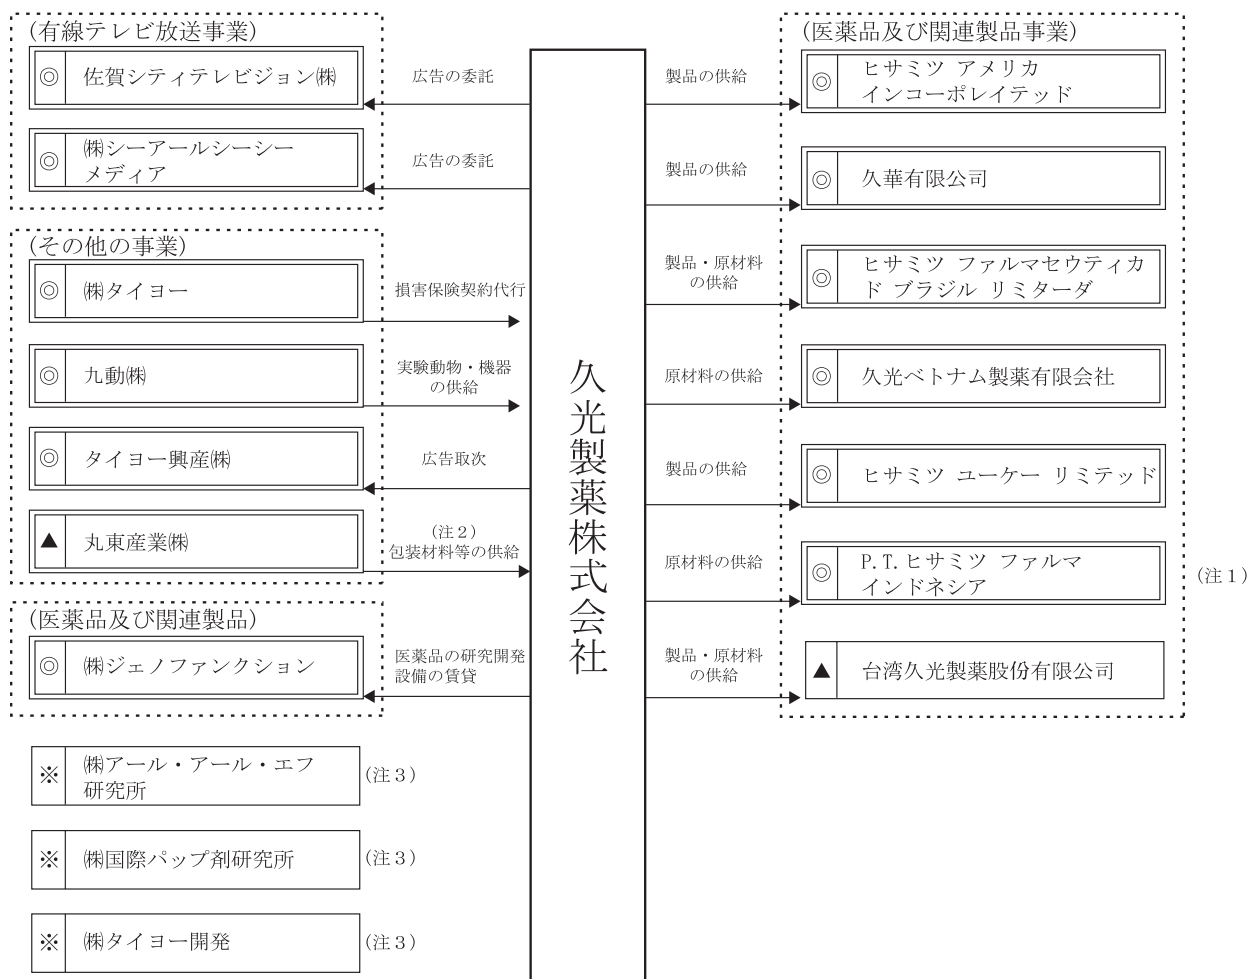 (有線テレビ放送事業)
◎ 佐賀シティテレビジョン㈱
広告の委託
◎ ㈱シーアールシーシー
メディア
広告の委託
(その他の事業)
◎ ㈱タイヨー
損害保険契約代行
◎ 九動㈱
実験動物・機器
の供給
◎ タイヨー興産㈱
広告取次
▲ 丸東産業㈱
(注2)
包装材料等の供給
(医薬品及び関連製品)
◎ ㈱ジェノファンクション
医薬品の研究開発
設備の賃貸
※ ㈱アール・アール・エフ
研究所
(注3)
※ ㈱国際パップ剤研究所
(注3)
※ ㈱タイヨー開発
(注3)
久光製薬株式会社
(医薬品及び関連製品事業)
製品の供給
◎ ヒサミツ アメリカ
インコーポレイテッド
製品の供給
◎ 久華有限公司
製品・原材料
の供給
◎ ヒサミツ ファルマセウティカ
ド ブラジル リミターダ
原材料の供給
◎ 久光ベトナム製薬有限会社
製品の供給
◎ ヒサミツ ユーケー リミテッド
原材料の供給
◎ P.T.ヒサミツ ファルマ
インドネシア
(注1)
製品・原材料
の供給
▲ 台湾久光製薬股份有限公司